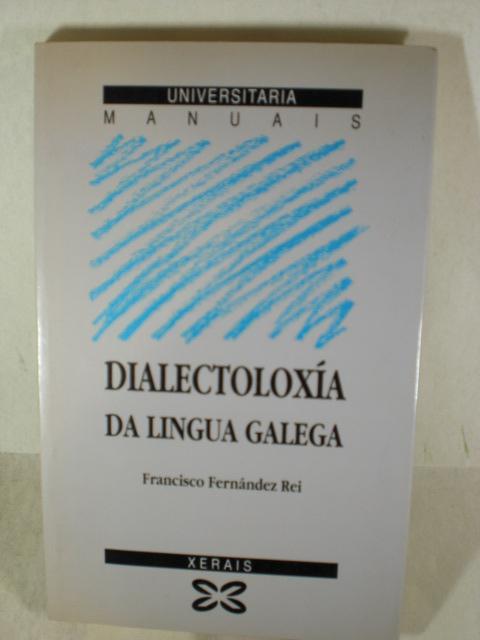 UNIVERSITARIA
MANUAIS
DIALECTOLOXÍA
DA LINGUA GALEGA
Francisco Fernández Rei
XERAIS